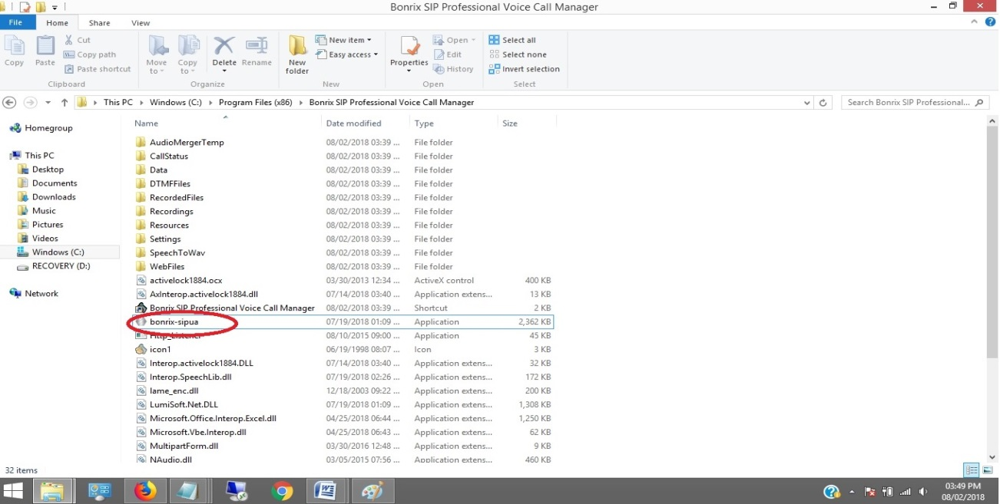 Bonrix SIP Professional Voice Call Manager
File Home Share View
Copy
Paste
Cut
Copy path
Paste shortcut
Clipboard
Move to
Copy to
Delete
Rename
Organize
New folder
New item
Easy access
New
Properties
Open
Edit
History
Open
Select all
Select none
Invert selection
Select
This PC Windows (C:) Program Files (x86) Bonrix SIP Professional Voice Call Manager
Search Bonrix SIP Professional...
Homegroup
This PC
Desktop
Documents
Downloads
Music
Pictures
Videos
Windows (C:)
RECOVERY (D:)
Network
Name Date modified Type Size
AudioMergerTemp 08/02/2018 03:39 ... File folder
CallStatus 08/02/2018 03:39 ... File folder
Data 08/02/2018 03:39 ... File folder
DTMFFiles 08/02/2018 03:39 ... File folder
RecordedFiles 08/02/2018 03:39 ... File folder
Recordings 08/02/2018 03:39 ... File folder
Resources 08/02/2018 03:39 ... File folder
Settings 08/02/2018 03:39 ... File folder
SpeechToWav 08/02/2018 03:39 ... File folder
WebFiles 08/02/2018 03:39 ... File folder
activelock1884.ocx 03/30/2013 12:34 ... ActiveX control 400 KB
AxInterop.activelock1884.dll 07/14/2018 03:40 ... Application extens... 13 KB
Bonrix SIP Professional Voice Call Manager 08/02/2018 03:39 ... Shortcut 2 KB
bonrix-sipua 07/19/2018 01:09 ... Application 2,362 KB
Http_Listener 08/10/2015 09:00 ... Application 45 KB
icon1 06/19/1998 08:07 ... Icon 3 KB
Interop.activelock1884.DLL 07/14/2018 03:40 ... Application extens... 32 KB
Interop.SpeechLib.dll 07/19/2018 02:26 ... Application extens... 172 KB
lame_enc.dll 12/18/2003 09:22 ... Application extens... 200 KB
LumiSoft.Net.DLL 07/19/2018 01:09 ... Application extens... 1,308 KB
Microsoft.Office.Interop.Excel.dll 04/25/2018 06:44 ... Application extens... 1,250 KB
Microsoft.Vbe.Interop.dll 04/25/2018 06:43 ... Application extens... 62 KB
MultipartForm.dll 03/30/2016 12:48 ... Application extens... 9 KB
NAudio.dll 03/05/2015 07:56 ... Application extens... 460 KB
32 items
03:49 PM
08/02/2018